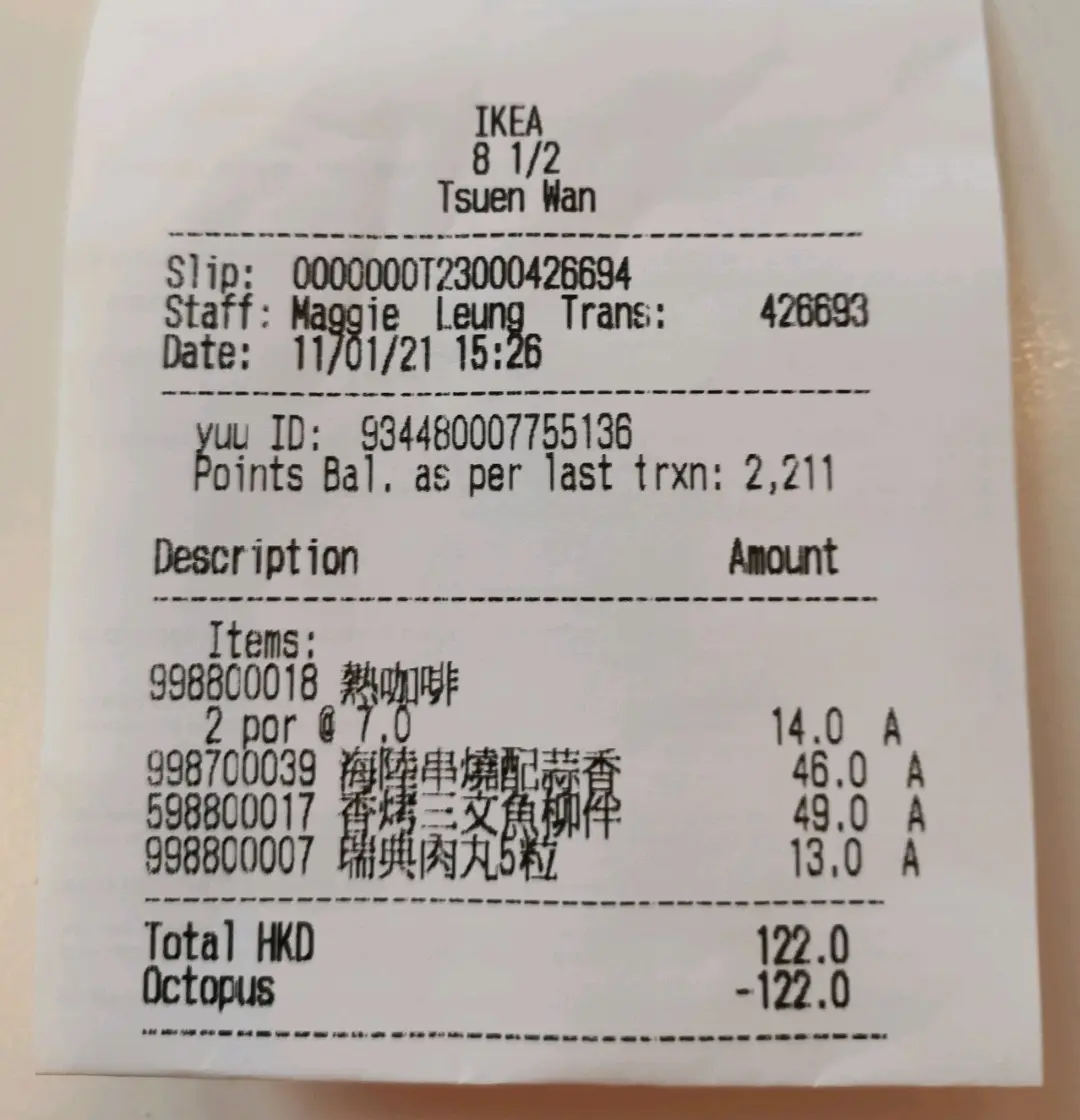 IKEA
8 1/2
Tsuen Wan
Slip: 0000000T23000426694
Staff: Maggie Leung Trans: 426693
Date: 11/01/21 15:26
yuu ID: 934480007755136
Points Bal. as per last trxn: 2,211
Description Amount
Items:
998800018 熱咖啡
2 por @ 7.0 14.0 A
998700039 海陸串燒配蒜香 46.0 A
598800017 香烤三文魚柳伴 49.0 A
998800007 瑞典肉丸5粒 13.0 A
Total HKD 122.0
Octopus -122.0